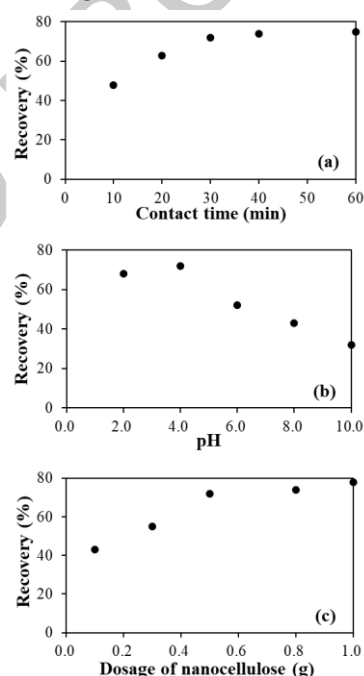 80
60
40
20
0
Recovery (%)
(a)
0 10 20 30 40 50 60
Contact time (min)
80
60
40
20
0
Recovery (%)
(b)
0.0 2.0 4.0 6.0 8.0 10.0
pH
80
60
40
20
0
Recovery (%)
(c)
0.0 0.2 0.4 0.6 0.8 1.0
Dosage of nanocellulose (g)